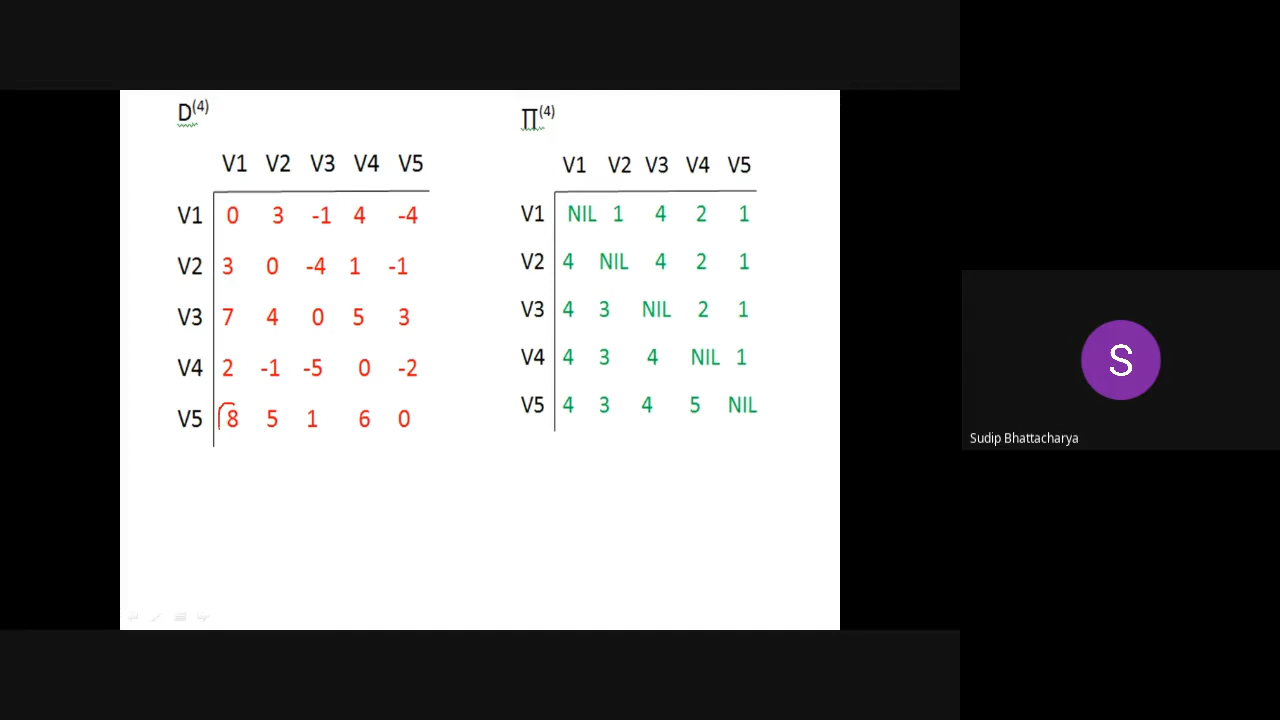 D(4)
V1 V2 V3 V4 V5
V1 0 3 -1 4 -4
V2 3 0 -4 1 -1
V3 7 4 0 5 3
V4 2 -1 -5 0 -2
V5 8 5 1 6 0
∏(4)
V1 V2 V3 V4 V5
V1 NIL 1 4 2 1
V2 4 NIL 4 2 1
V3 4 3 NIL 2 1
V4 4 3 4 NIL 1
V5 4 3 4 5 NIL
S
Sudip Bhattacharya